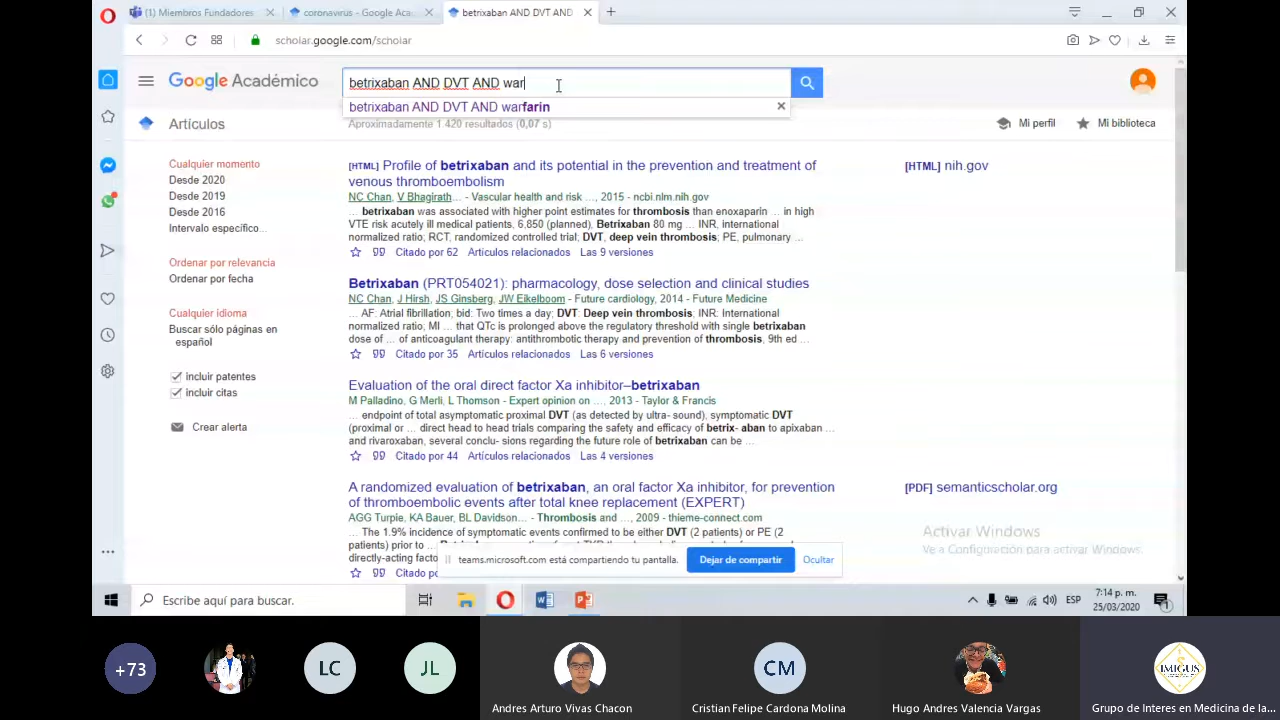 (1) Miembros Fundadores
coronavirus - Google Aca...
betrixaban AND DVT AND
scholar.google.com/scholar
Google Académico
betrixaban AND DVT AND war
betrixaban AND DVT AND warfarin
Artículos
Aproximadamente 1.420 resultados (0,07 s)
Mi perfil
Mi biblioteca
Cualquier momento
Desde 2020
Desde 2019
Desde 2016
Intervalo específico...
Ordenar por relevancia
Ordenar por fecha
Cualquier idioma
Buscar sólo páginas en
español
incluir patentes
incluir citas
Crear alerta
[HTML] Profile of betrixaban and its potential in the prevention and treatment of
venous thromboembolism
NC Chan, V Bhagirath... - Vascular health and risk ..., 2015 - ncbi.nlm.nih.gov
... betrixaban was associated with higher point estimates for thrombosis than enoxaparin ... in high
VTE risk acutely ill medical patients, 6,850 (planned), Betrixaban 80 mg ... INR, international
normalized ratio; RCT, randomized controlled trial; DVT, deep vein thrombosis; PE, pulmonary ...
Citado por 62 Artículos relacionados Las 9 versiones
[HTML] nih.gov
Betrixaban (PRT054021): pharmacology, dose selection and clinical studies
NC Chan, J Hirsh, JS Ginsberg, JW Eikelboom - Future cardiology, 2014 - Future Medicine
... AF: Atrial fibrillation; bid: Two times a day; DVT: Deep vein thrombosis; INR: International
normalized ratio; MI ... that QTc is prolonged above the regulatory threshold with single betrixaban
dose of ... of anticoagulant therapy: antithrombotic therapy and prevention of thrombosis, 9th ed ...
Citado por 35 Artículos relacionados Las 6 versiones
Evaluation of the oral direct factor Xa inhibitor–betrixaban
M Palladino, G Merli, L Thomson - Expert opinion on ..., 2013 - Taylor & Francis
... endpoint of total asymptomatic proximal DVT (as detected by ultra- sound), symptomatic DVT
(proximal or ... direct head to head trials comparing the safety and efficacy of betrix- aban to apixaban ...
and rivaroxaban, several conclu- sions regarding the future role of betrixaban can be ...
Citado por 44 Artículos relacionados Las 4 versiones
A randomized evaluation of betrixaban, an oral factor Xa inhibitor, for prevention
of thromboembolic events after total knee replacement (EXPERT)
AGG Turpie, KA Bauer, BL Davidson... - Thrombosis and ..., 2009 - thieme-connect.com
... The 1.9% incidence of symptomatic events confirmed to be either DVT (2 patients) or PE (2
patients) prior to ...
directly-acting factor
Citado po
[PDF] semanticscholar.org
Activar Windows
Ve a Configuración para activar Windows.
teams.microsoft.com está compartiendo tu pantalla.
Dejar de compartir
Ocultar
Escribe aquí para buscar.
ESP
7:14 p. m.
25/03/2020
1
+73
LC
JL
CM
IMIGUS
Andres Arturo Vivas Chacon
Cristian Felipe Cardona Molina
Hugo Andres Valencia Vargas
Grupo de Interes en Medicina de la...